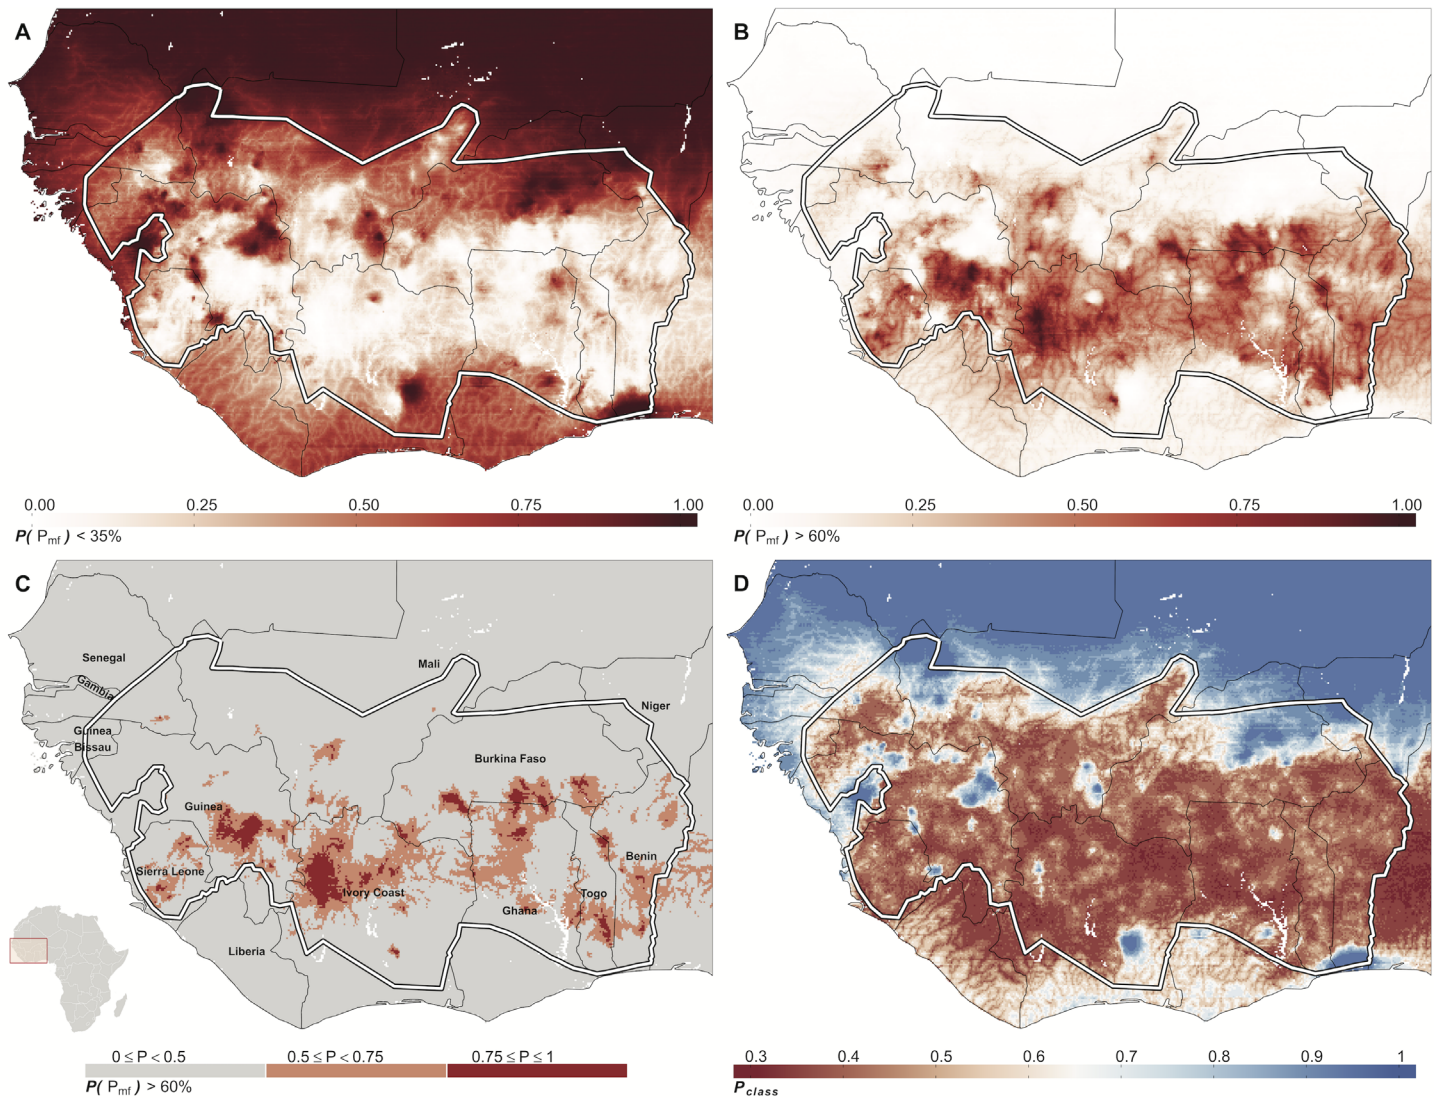 A
B
0.00 0.25 0.50 0.75 1.00
P( Pmf ) < 35%
0.00 0.25 0.50 0.75 1.00
P( Pmf ) > 60%
C
D
Senegal
Mali
Gambia
Niger
Guinea
Bissau
Burkina Faso
Guinea
Benin
Sierra Leone
Ivory Coast
Togo
Ghana
Liberia
0 ≤ P < 0.5 0.5 ≤ P < 0.75 0.75 ≤ P ≤ 1
P( Pmf ) > 60%
0.3 0.4 0.5 0.6 0.7 0.8 0.9 1
Pclass